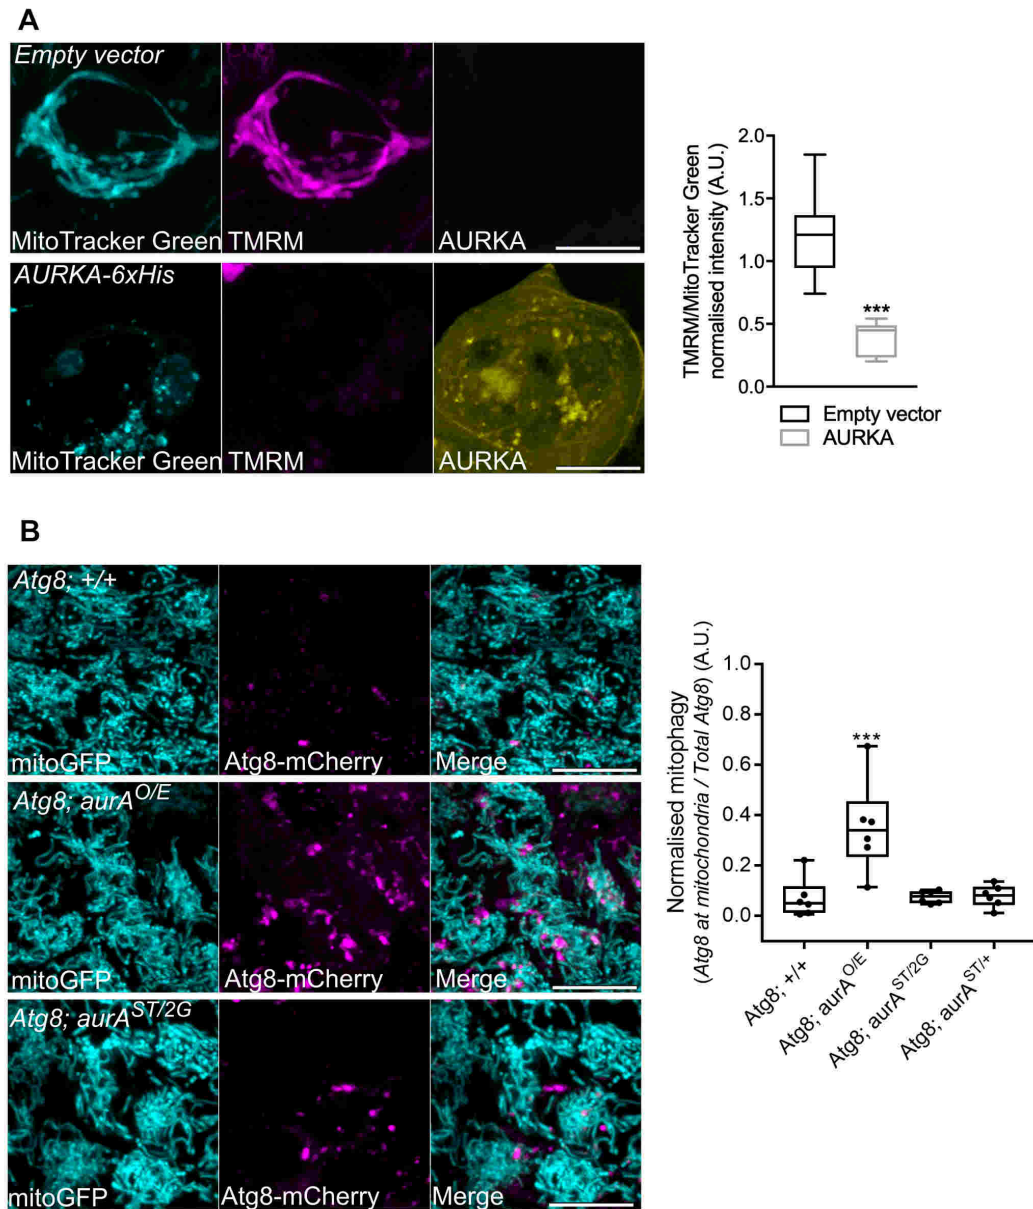 A
Empty vector
MitoTracker Green TMRM AURKA
AURKA-6xHis
MitoTracker Green TMRM AURKA
TMRM/MitoTracker Green
normalised intensity (A.U.)
2.0
1.5
1.0
0.5
0.0
***
Empty vector
AURKA
B
Atg8; +/+
mitoGFP Atg8-mCherry Merge
Atg8; aurA^O/E
mitoGFP Atg8-mCherry Merge
Atg8; aurA^ST/2G
mitoGFP Atg8-mCherry Merge
Normalised mitophagy
(Atg8 at mitochondria / Total Atg8) (A.U.)
1.0
0.8
0.6
0.4
0.2
0.0
***
Atg8; +/+
Atg8; aurA^O/E
Atg8; aurA^ST/2G
Atg8; aurA^ST/+